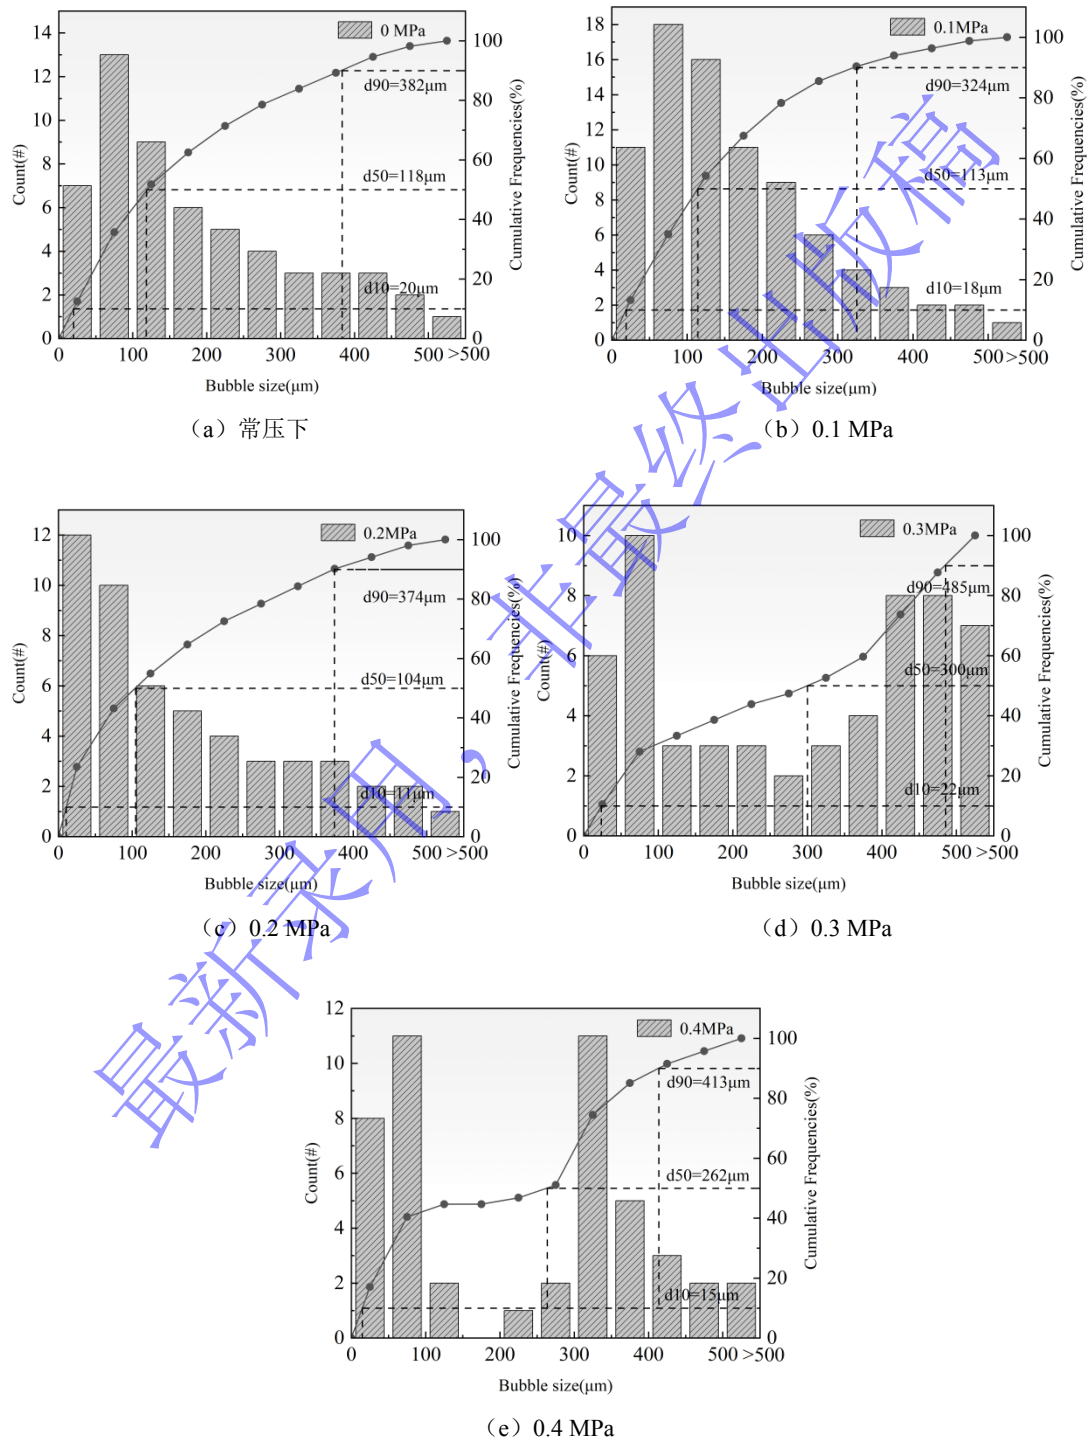 0 MPa
d90=382μm
d50=118μm
d10=20μm
14
12
10
8
6
4
2
0
100
80
60
40
20
0
0 100 200 300 400 500 >500
Count(#)
Cumulative Frequencies(%)
Bubble size(μm)
（a）常压下
0.1MPa
d90=324μm
d50=113μm
d10=18μm
18
16
14
12
10
8
6
4
2
0
100
80
60
40
20
0
0 100 200 300 400 500 >500
Count(#)
Cumulative Frequencies(%)
Bubble size(μm)
（b）0.1 MPa
0.2MPa
d90=374μm
d50=104μm
d10=11μm
12
10
8
6
4
2
0
100
80
60
40
20
0
0 100 200 300 400 500 >500
Count(#)
Cumulative Frequencies(%)
Bubble size(μm)
（c）0.2 MPa
0.3MPa
d90=485μm
d50=300μm
d10=22μm
10
8
6
4
2
0
100
80
60
40
20
0
0 100 200 300 400 500 >500
Count(#)
Cumulative Frequencies(%)
Bubble size(μm)
（d）0.3 MPa
0.4MPa
d90=413μm
d50=262μm
d10=15μm
12
10
8
6
4
2
0
100
80
60
40
20
0
0 100 200 300 400 500 >500
Count(#)
Cumulative Frequencies(%)
Bubble size(μm)
（e）0.4 MPa
最新录用，非最终出版稿